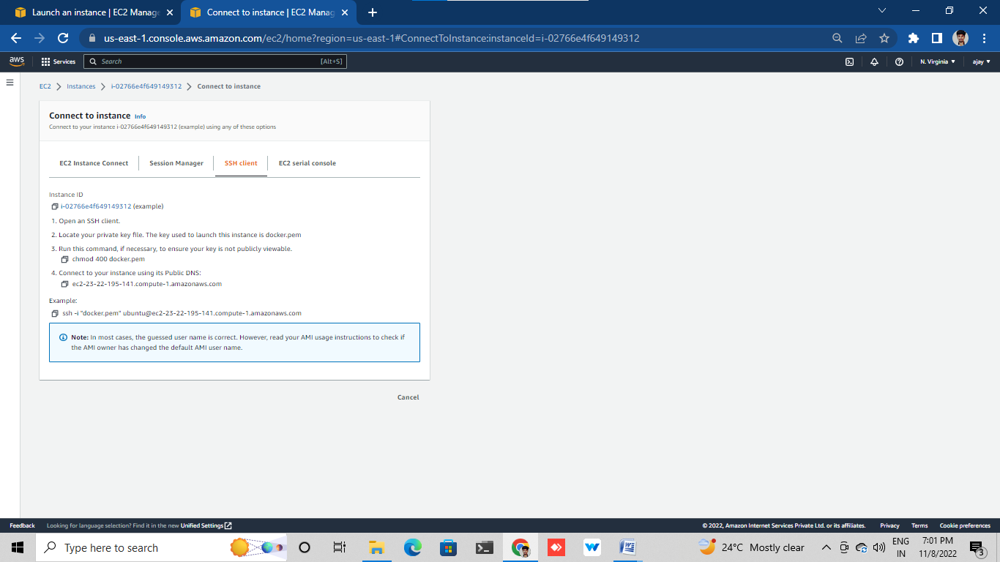 Launch an instance | EC2 Manage
Connect to instance | EC2 Manag
us-east-1.console.aws.amazon.com/ec2/home?region=us-east-1#ConnectToInstance:instanceId=i-02766e4f649149312
aws
Services
Search
[Alt+S]
N. Virginia
ajay
EC2
Instances
i-02766e4f649149312
Connect to instance
Connect to instance Info
Connect to your instance i-02766e4f649149312 (example) using any of these options
EC2 Instance Connect
Session Manager
SSH client
EC2 serial console
Instance ID
i-02766e4f649149312 (example)
1. Open an SSH client.
2. Locate your private key file. The key used to launch this instance is docker.pem
3. Run this command, if necessary, to ensure your key is not publicly viewable.
chmod 400 docker.pem
4. Connect to your instance using its Public DNS:
ec2-23-22-195-141.compute-1.amazonaws.com
Example:
ssh -i "docker.pem" ubuntu@ec2-23-22-195-141.compute-1.amazonaws.com
Note: In most cases, the guessed user name is correct. However, read your AMI usage instructions to check if
the AMI owner has changed the default AMI user name.
Cancel
Feedback
Looking for language selection? Find it in the new Unified Settings
© 2022, Amazon Internet Services Private Ltd. or its affiliates.
Privacy
Terms
Cookie preferences
Type here to search
24°C Mostly clear
ENG
IN
7:01 PM
11/8/2022
3